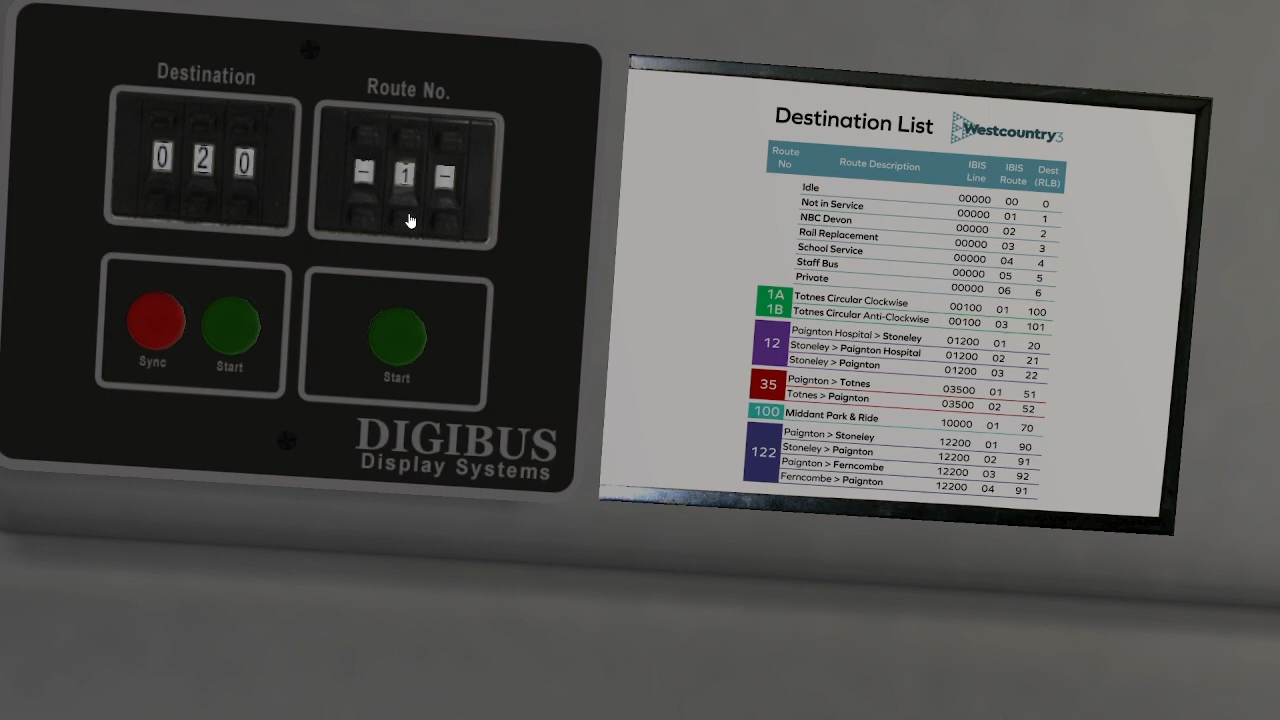 Destination
Route No.
0 2 0
- 1 -
Sync
Start
Start
DIGIBUS
Display Systems
Destination List
Westcountry3
Route No Route Description IBIS Line IBIS Route Dest (RLB)
Idle 00000 00 0
Not in Service 00000 01 1
NBC Devon 00000 02 2
Rail Replacement 00000 03 3
School Service 00000 04 4
Staff Bus 00000 05 5
Private 00000 06 6
1A Totnes Circular Clockwise 00100 01 100
1B Totnes Circular Anti-Clockwise 00100 03 101
12 Paignton Hospital > Stoneley 01200 01 20
Stoneley > Paignton Hospital 01200 02 21
Stoneley > Paignton 01200 03 22
35 Paignton > Totnes 03500 01 51
Totnes > Paignton 03500 02 52
100 Middant Park & Ride 10000 01 70
122 Paignton > Stoneley 12200 01 90
Stoneley > Paignton 12200 02 91
Paignton > Ferncombe 12200 03 92
Ferncombe > Paignton 12200 04 91